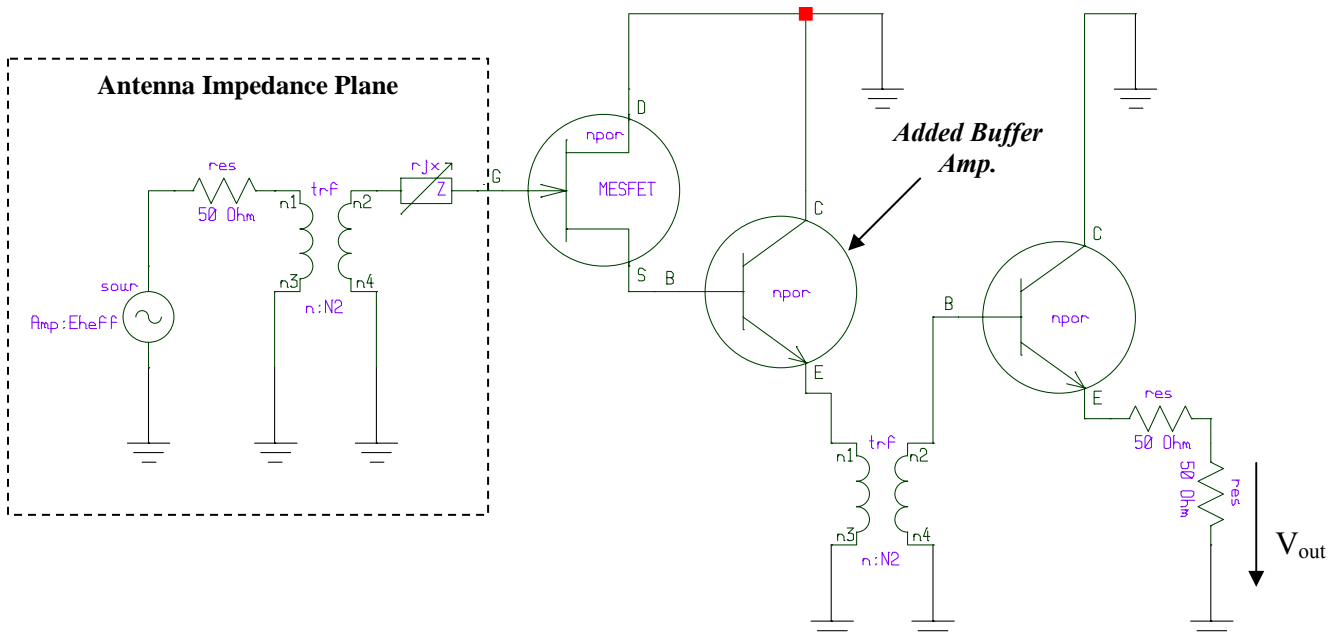 Antenna Impedance Plane
Added Buffer
Amp.
D
npor
MESFET
G
S
rjx
Z
res
50 Ohm
trf
n1
n2
n3
n4
n:N2
sour
Amp:Eheff
B
npor
C
E
trf
n1
n2
n3
n4
n:N2
B
npor
C
E
res
50 Ohm
50 Ohm
res
Vout